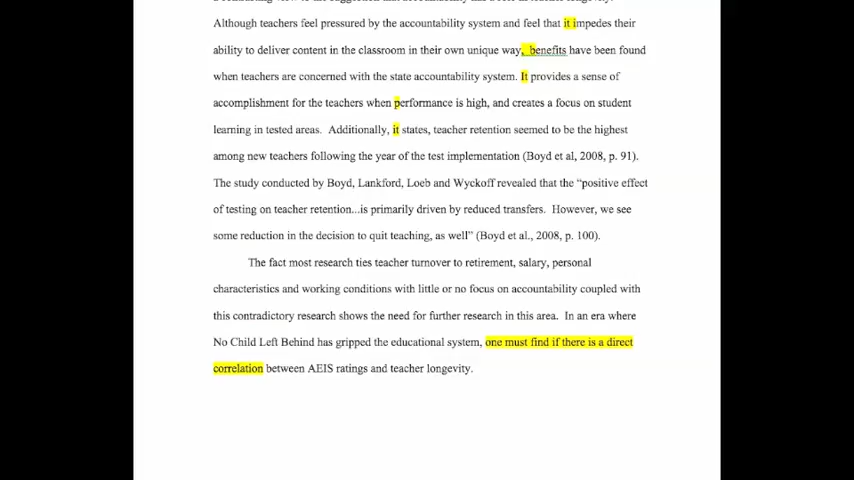 Although teachers feel pressured by the accountability system and feel that it impedes their
ability to deliver content in the classroom in their own unique way,  benefits have been found
when teachers are concerned with the state accountability system. It provides a sense of
accomplishment for the teachers when performance is high, and creates a focus on student
learning in tested areas.  Additionally, it states, teacher retention seemed to be the highest
among new teachers following the year of the test implementation (Boyd et al, 2008, p. 91).
The study conducted by Boyd, Lankford, Loeb and Wyckoff revealed that the “positive effect
of testing on teacher retention...is primarily driven by reduced transfers.  However, we see
some reduction in the decision to quit teaching, as well” (Boyd et al., 2008, p. 100).
The fact most research ties teacher turnover to retirement, salary, personal
characteristics and working conditions with little or no focus on accountability coupled with
this contradictory research shows the need for further research in this area.  In an era where
No Child Left Behind has gripped the educational system, one must find if there is a direct
correlation between AEIS ratings and teacher longevity.